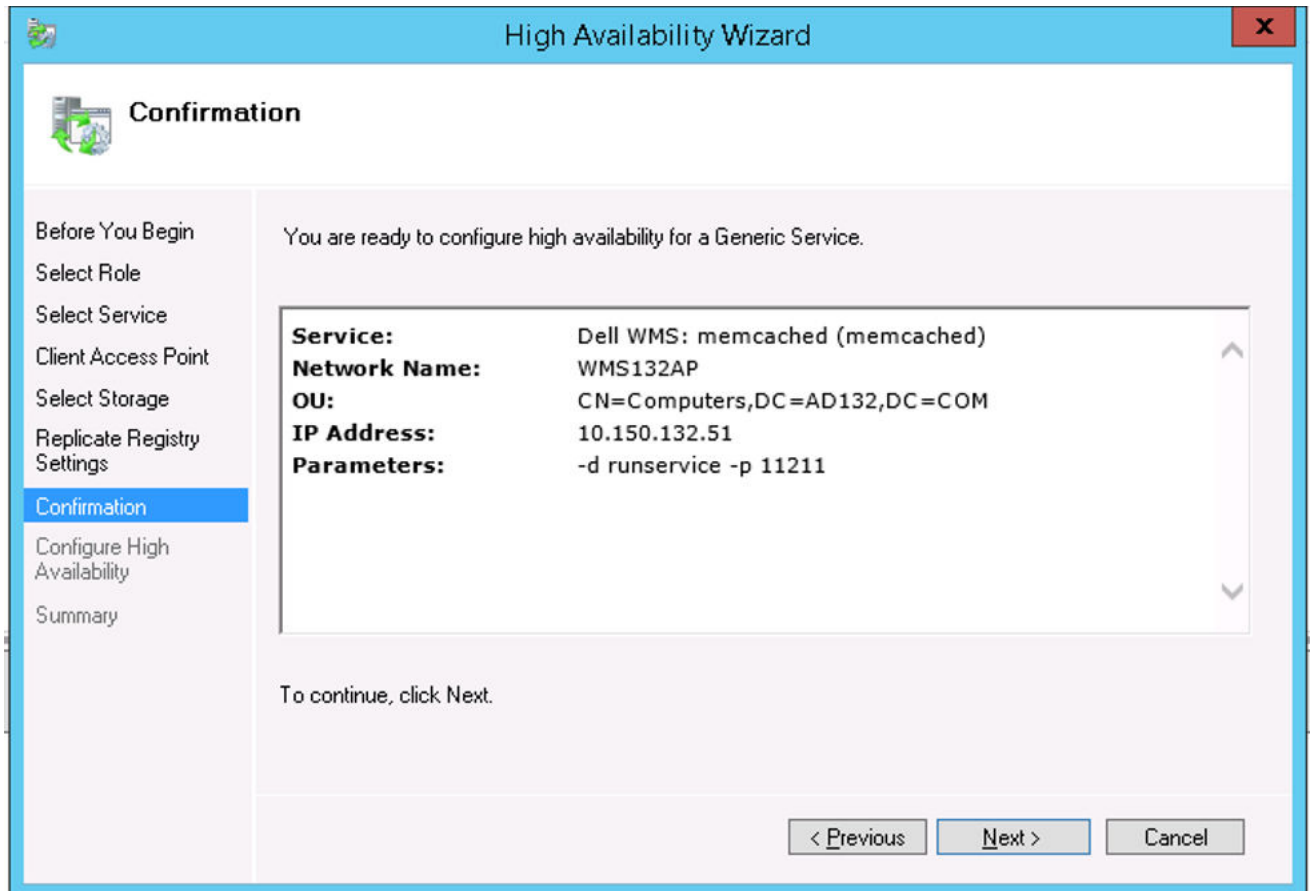 High Availability Wizard
x
Confirmation
Before You Begin
Select Role
Select Service
Client Access Point
Select Storage
Replicate Registry
Settings
Confirmation
Configure High
Availability
Summary
You are ready to configure high availability for a Generic Service.
Service: Dell WMS: memcached (memcached)
Network Name: WMS132AP
OU: CN=Computers,DC=AD132,DC=COM
IP Address: 10.150.132.51
Parameters: -d runservice -p 11211
To continue, click Next.
< Previous Next > Cancel